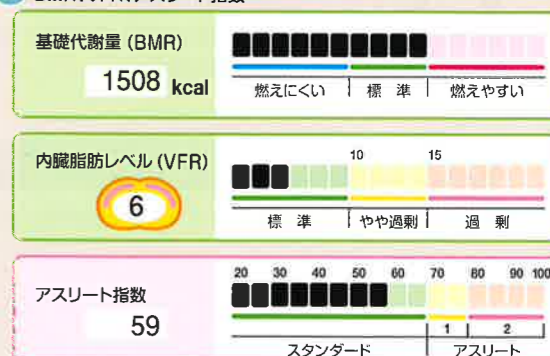 基礎代謝量 (BMR)
1508 kcal
燃えにくい 標 準 燃えやすい
内臓脂肪レベル (VFR)
6
10 15
標 準 やや過剰 過 剰
アスリート指数
59
20 30 40 50 60 70 80 90 100
1 2
スタンダード アスリート